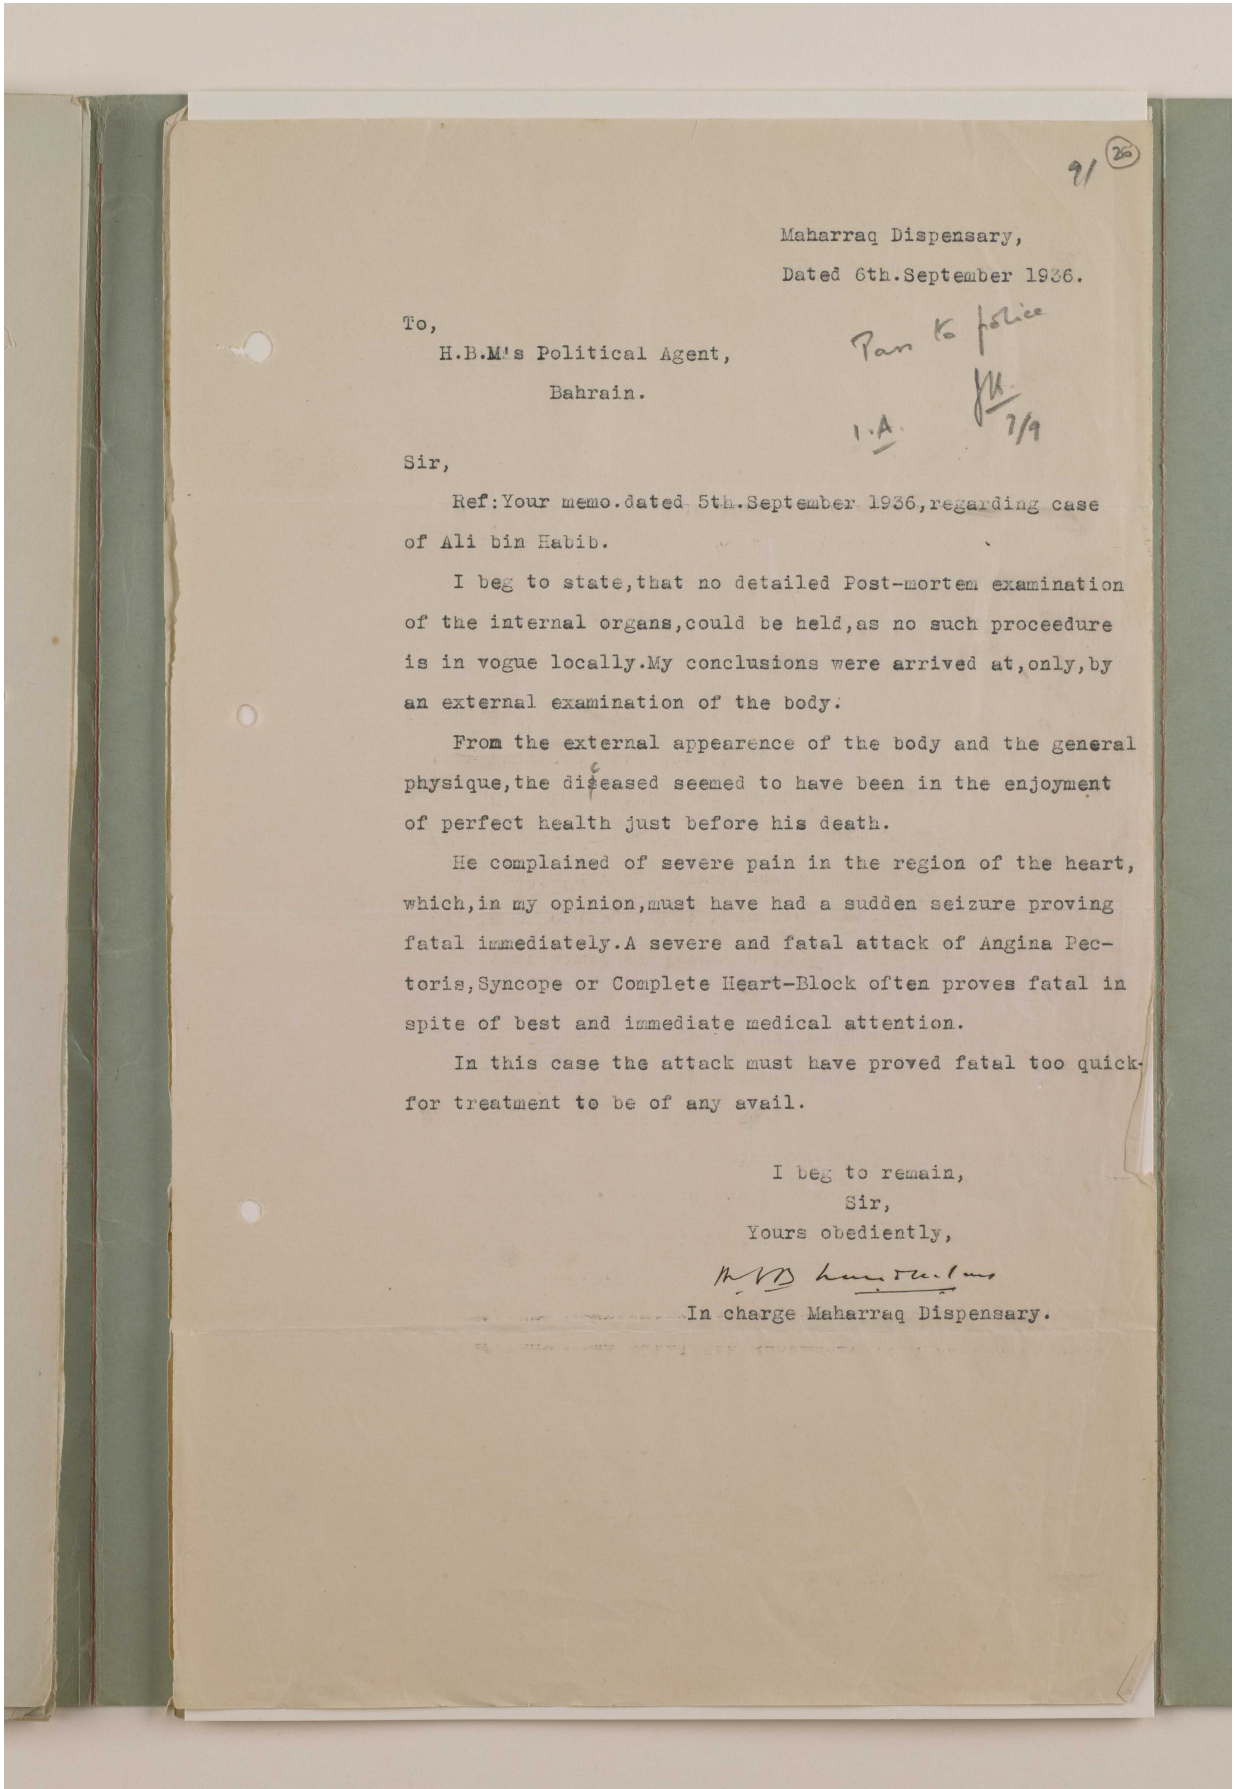 9/ 26
Maharraq Dispensary,
Dated 6th.September 1936.
Pass to police
7/9
I.A.
To,
H.B.M's Political Agent,
Bahrain.
Sir,
Ref:Your memo.dated 5th.September 1936,regarding case
of Ali bin Habib.
I beg to state,that no detailed Post-mortem examination
of the internal organs,could be held,as no such proceedure
is in vogue locally.My conclusions were arrived at,only,by
an external examination of the body.
From the external appearence of the body and the general
physique,the diceased seemed to have been in the enjoyment
of perfect health just before his death.
He complained of severe pain in the region of the heart,
which,in my opinion,must have had a sudden seizure proving
fatal immediately.A severe and fatal attack of Angina Pec-
toris,Syncope or Complete Heart-Block often proves fatal in
spite of best and immediate medical attention.
In this case the attack must have proved fatal too quick-
for treatment to be of any avail.
I beg to remain,
Sir,
Yours obediently,
In charge Maharraq Dispensary.